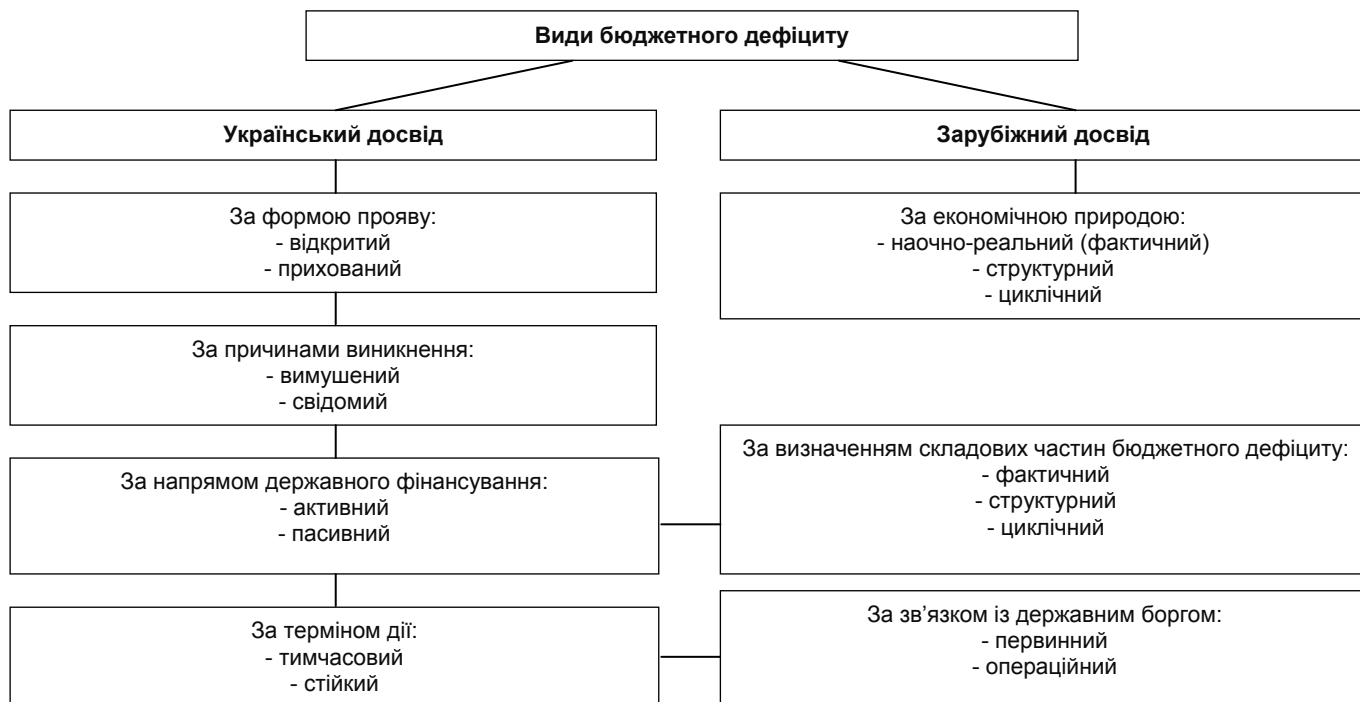 Види бюджетного дефіциту
Український досвід
За формою прояву:
- відкритий
- прихований
За причинами виникнення:
- вимушений
- свідомий
За напрямом державного фінансування:
- активний
- пасивний
За терміном дії:
- тимчасовий
- стійкий
Зарубіжний досвід
За економічною природою:
- наочно-реальний (фактичний)
- структурний
- циклічний
За визначенням складових частин бюджетного дефіциту:
- фактичний
- структурний
- циклічний
За зв’язком із державним боргом:
- первинний
- операційний